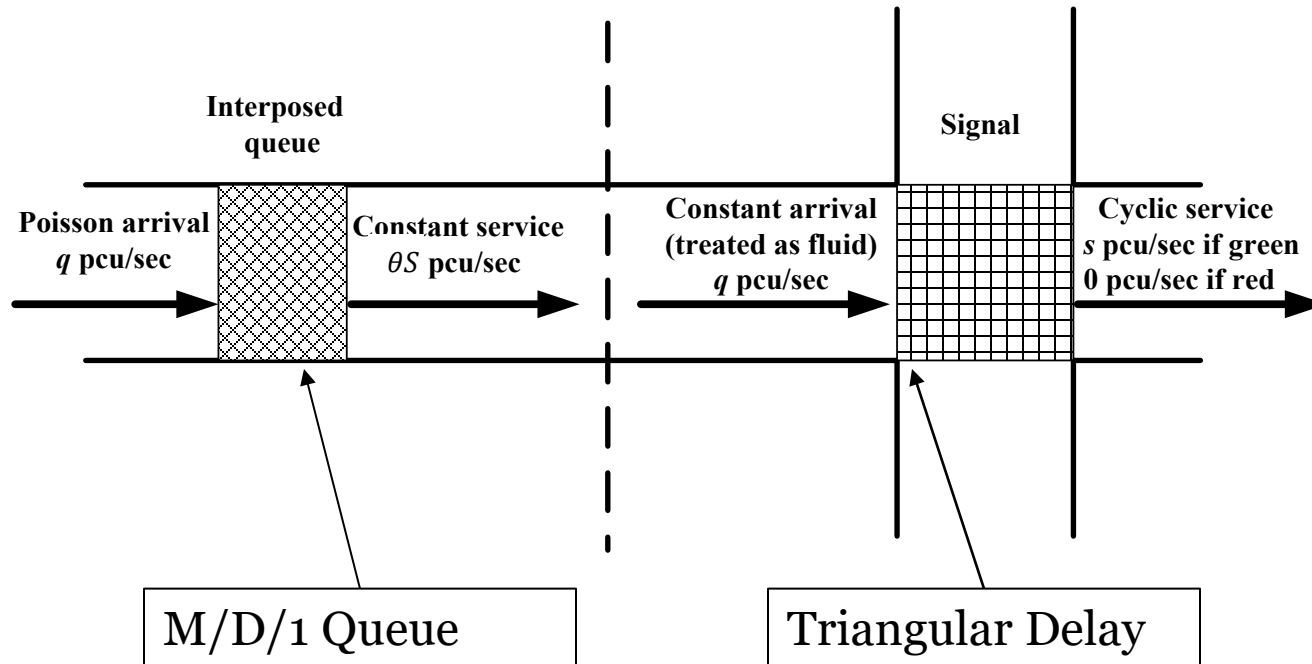 Interposed
queue
Signal
Poisson arrival
q pcu/sec
Constant service
θS pcu/sec
Constant arrival
(treated as fluid)
q pcu/sec
Cyclic service
s pcu/sec if green
0 pcu/sec if red
M/D/1 Queue
Triangular Delay